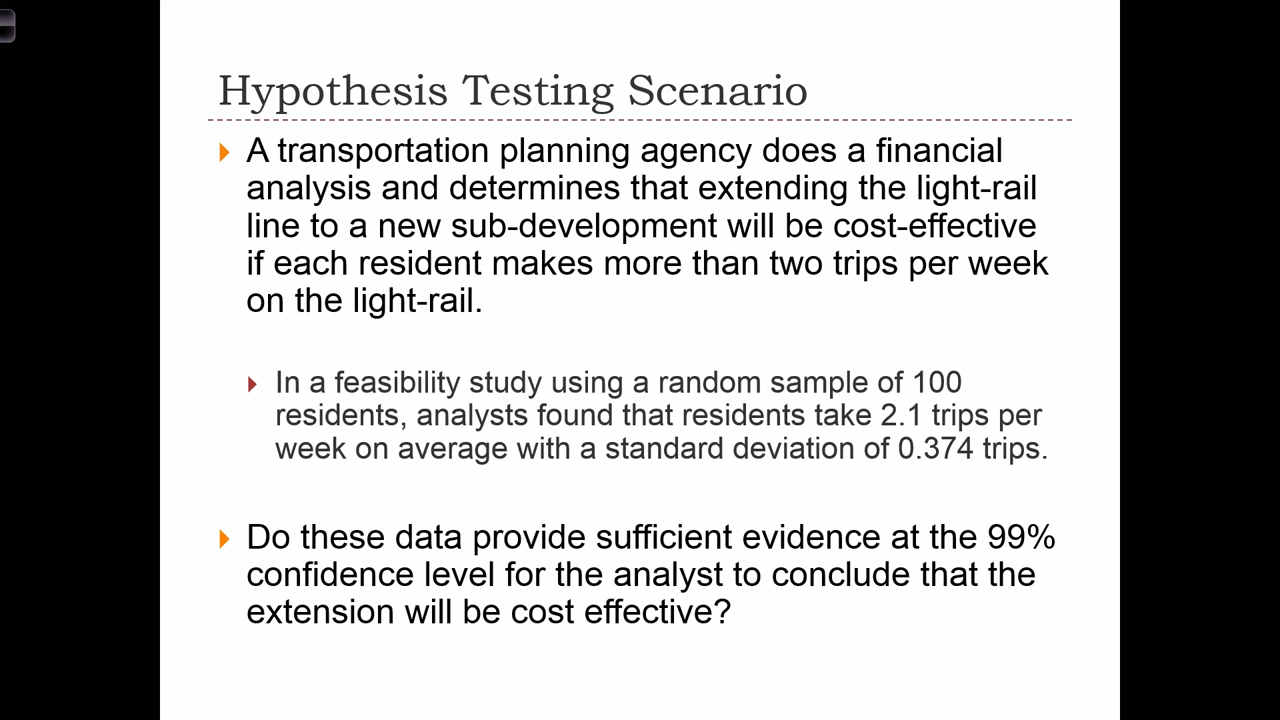 Hypothesis Testing Scenario
A transportation planning agency does a financial
analysis and determines that extending the light-rail
line to a new sub-development will be cost-effective
if each resident makes more than two trips per week
on the light-rail.
In a feasibility study using a random sample of 100
residents, analysts found that residents take 2.1 trips per
week on average with a standard deviation of 0.374 trips.
Do these data provide sufficient evidence at the 99%
confidence level for the analyst to conclude that the
extension will be cost effective?